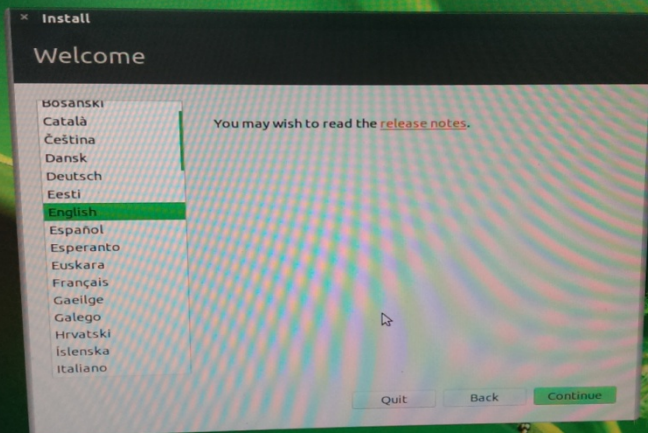 Install
Welcome
Bosanski
Català
Čeština
Dansk
Deutsch
Eesti
English
Español
Esperanto
Euskara
Français
Gaeilge
Galego
Hrvatski
Íslenska
Italiano
You may wish to read the release notes.
Quit
Back
Continue